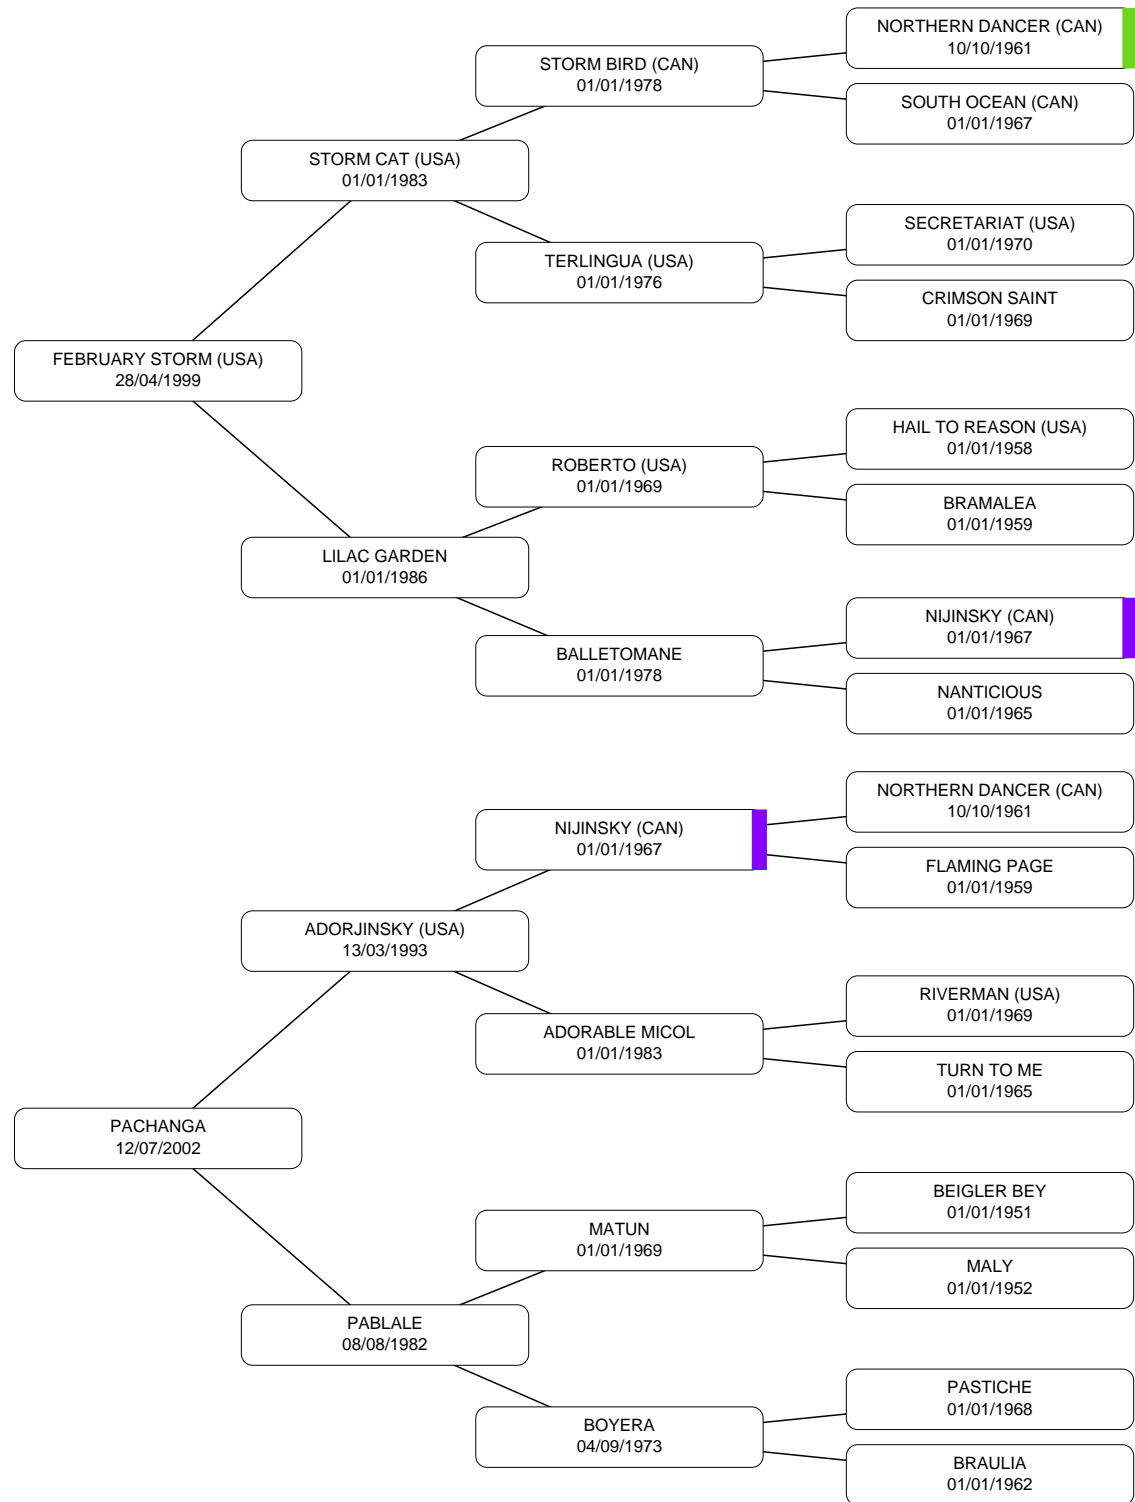 NORTHERN DANCER (CAN)
10/10/1961
STORM BIRD (CAN)
01/01/1978
SOUTH OCEAN (CAN)
01/01/1967
STORM CAT (USA)
01/01/1983
SECRETARIAT (USA)
01/01/1970
TERLINGUA (USA)
01/01/1976
CRIMSON SAINT
01/01/1969
FEBRUARY STORM (USA)
28/04/1999
HAIL TO REASON (USA)
01/01/1958
ROBERTO (USA)
01/01/1969
BRAMALEA
01/01/1959
LILAC GARDEN
01/01/1986
NIJINSKY (CAN)
01/01/1967
BALLETOMANE
01/01/1978
NANTICIOUS
01/01/1965
NORTHERN DANCER (CAN)
10/10/1961
NIJINSKY (CAN)
01/01/1967
FLAMING PAGE
01/01/1959
ADORJINSKY (USA)
13/03/1993
RIVERMAN (USA)
01/01/1969
ADORABLE MICOL
01/01/1983
TURN TO ME
01/01/1965
PACHANGA
12/07/2002
BEIGLER BEY
01/01/1951
MATUN
01/01/1969
MALY
01/01/1952
PABLALE
08/08/1982
PASTICHE
01/01/1968
BOYERA
04/09/1973
BRAULIA
01/01/1962